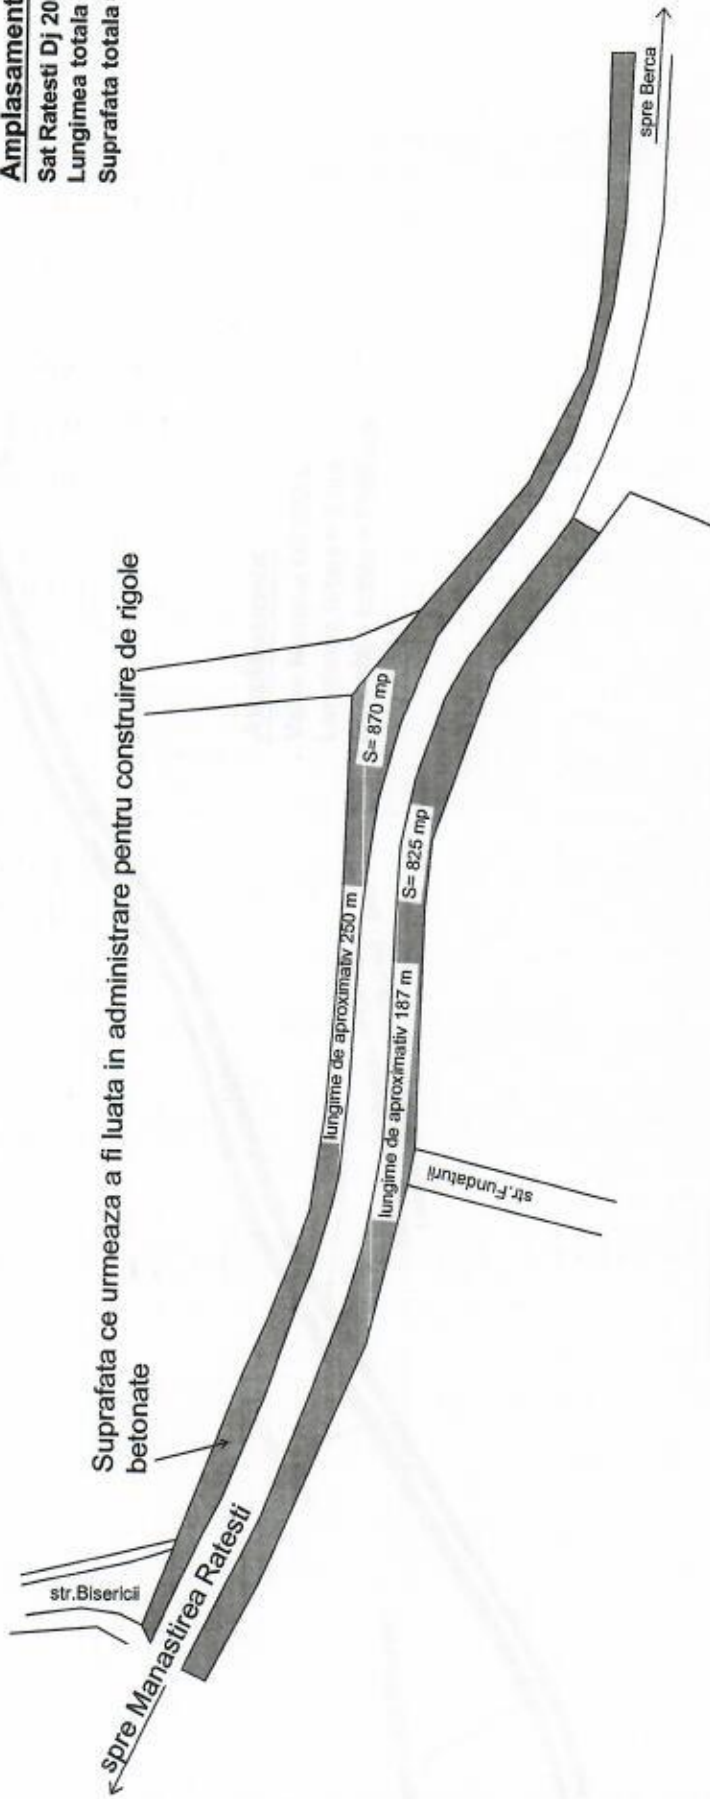 Amplasament
Sat Ratesti Dj 20
Lungimea totala
Suprafata totala
Suprafata ce urmeaza a fi luata in administrare pentru construire de rigole
betonate
str.Bisericii
spre Manastirea Ratesti
lungime de aproximativ 250 m
S= 870 mp
lungime de aproximativ 187 m
S= 825 mp
str.Fundaturii
spre Berca